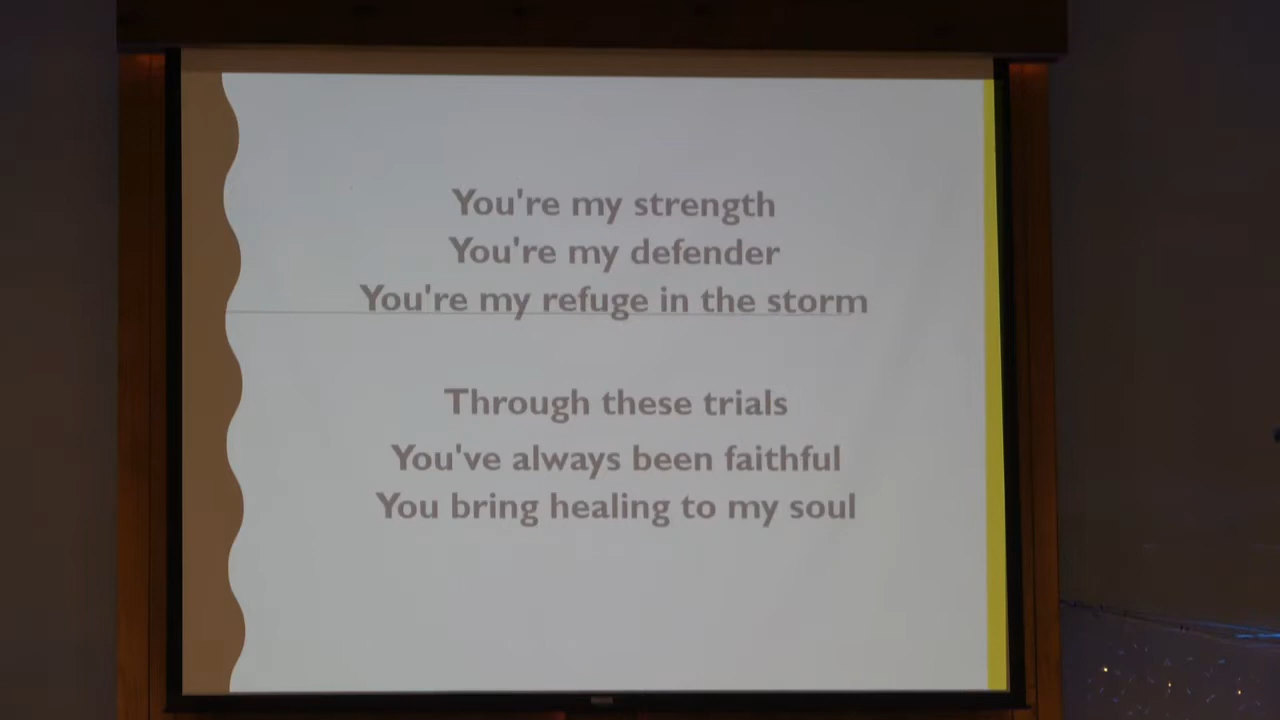 You're my strength
You're my defender
You're my refuge in the storm
Through these trials
You've always been faithful
You bring healing to my soul